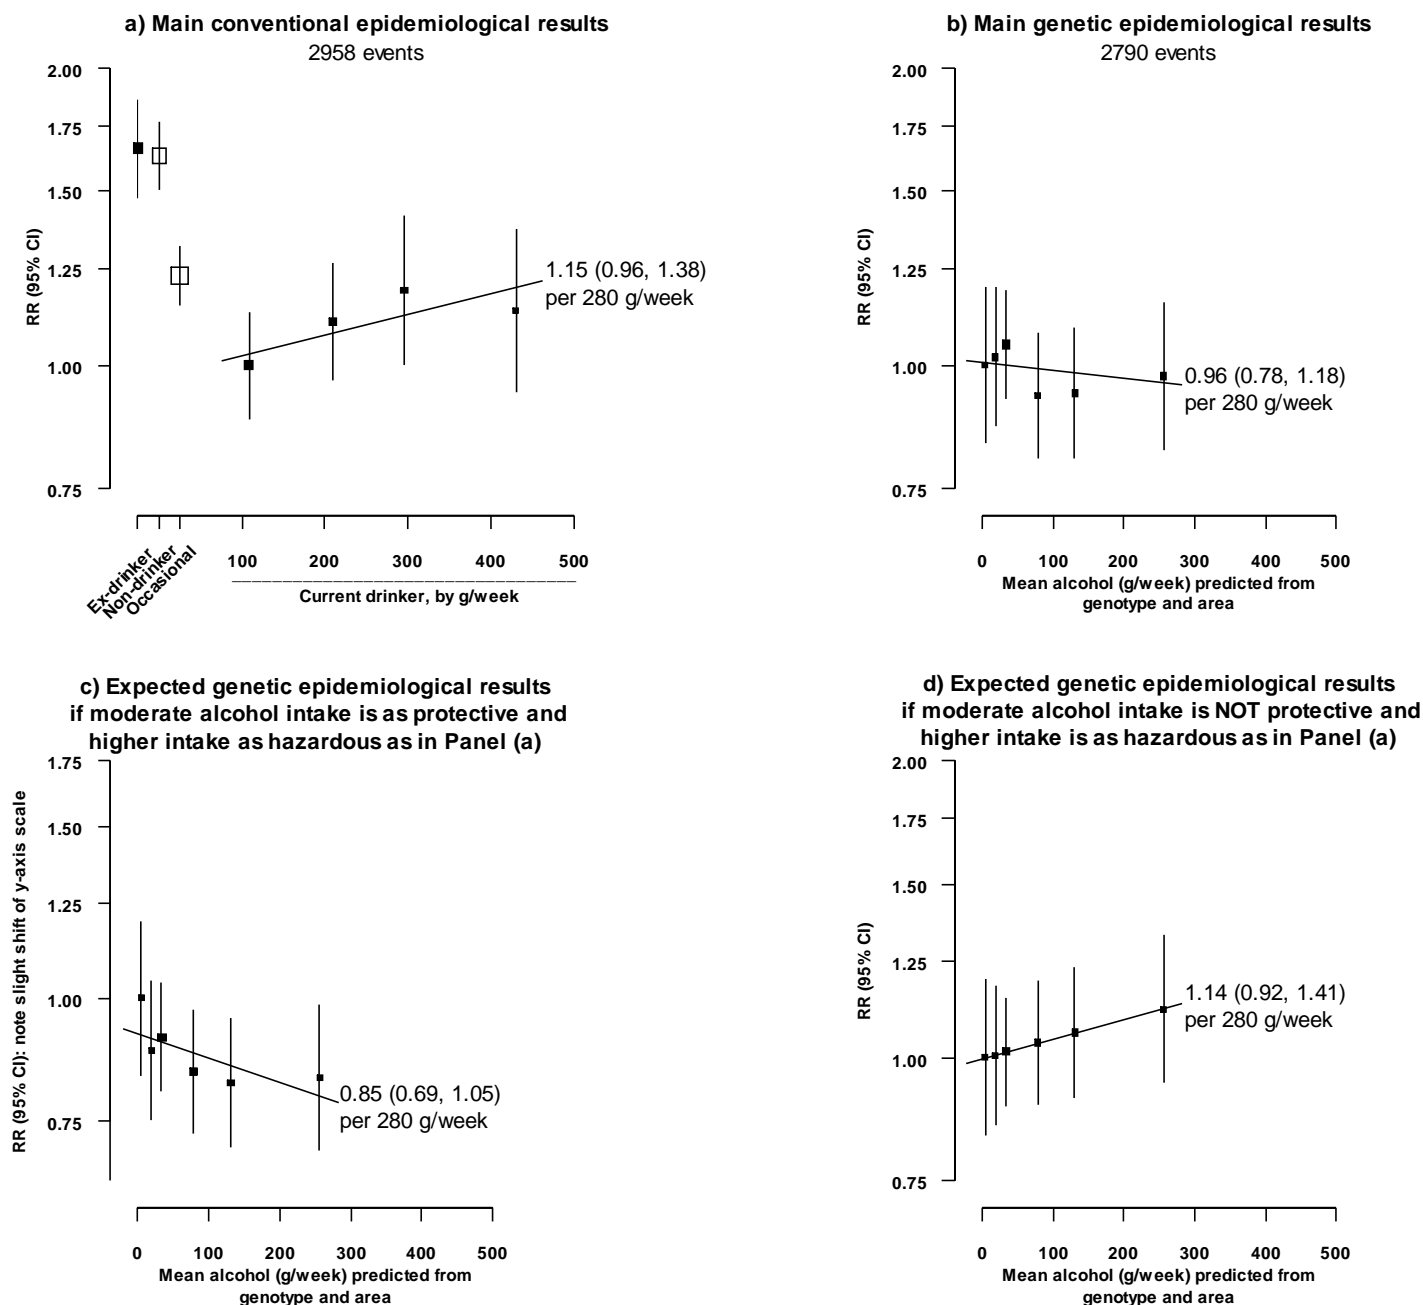 a) Main conventional epidemiological results
2958 events
2.00
1.75
1.50
1.25
1.00
0.75
RR (95% CI)
1.15 (0.96, 1.38)
per 280 g/week
Ex-drinker
Non-drinker
Occasional
100 200 300 400 500
Current drinker, by g/week
b) Main genetic epidemiological results
2790 events
2.00
1.75
1.50
1.25
1.00
0.75
RR (95% CI)
0.96 (0.78, 1.18)
per 280 g/week
0 100 200 300 400 500
Mean alcohol (g/week) predicted from
genotype and area
c) Expected genetic epidemiological results
if moderate alcohol intake is as protective and
higher intake as hazardous as in Panel (a)
1.75
1.50
1.25
1.00
0.75
RR (95% CI): note slight shift of y-axis scale
0.85 (0.69, 1.05)
per 280 g/week
0 100 200 300 400 500
Mean alcohol (g/week) predicted from
genotype and area
d) Expected genetic epidemiological results
if moderate alcohol intake is NOT protective and
higher intake is as hazardous as in Panel (a)
2.00
1.75
1.50
1.25
1.00
0.75
RR (95% CI)
1.14 (0.92, 1.41)
per 280 g/week
0 100 200 300 400 500
Mean alcohol (g/week) predicted from
genotype and area